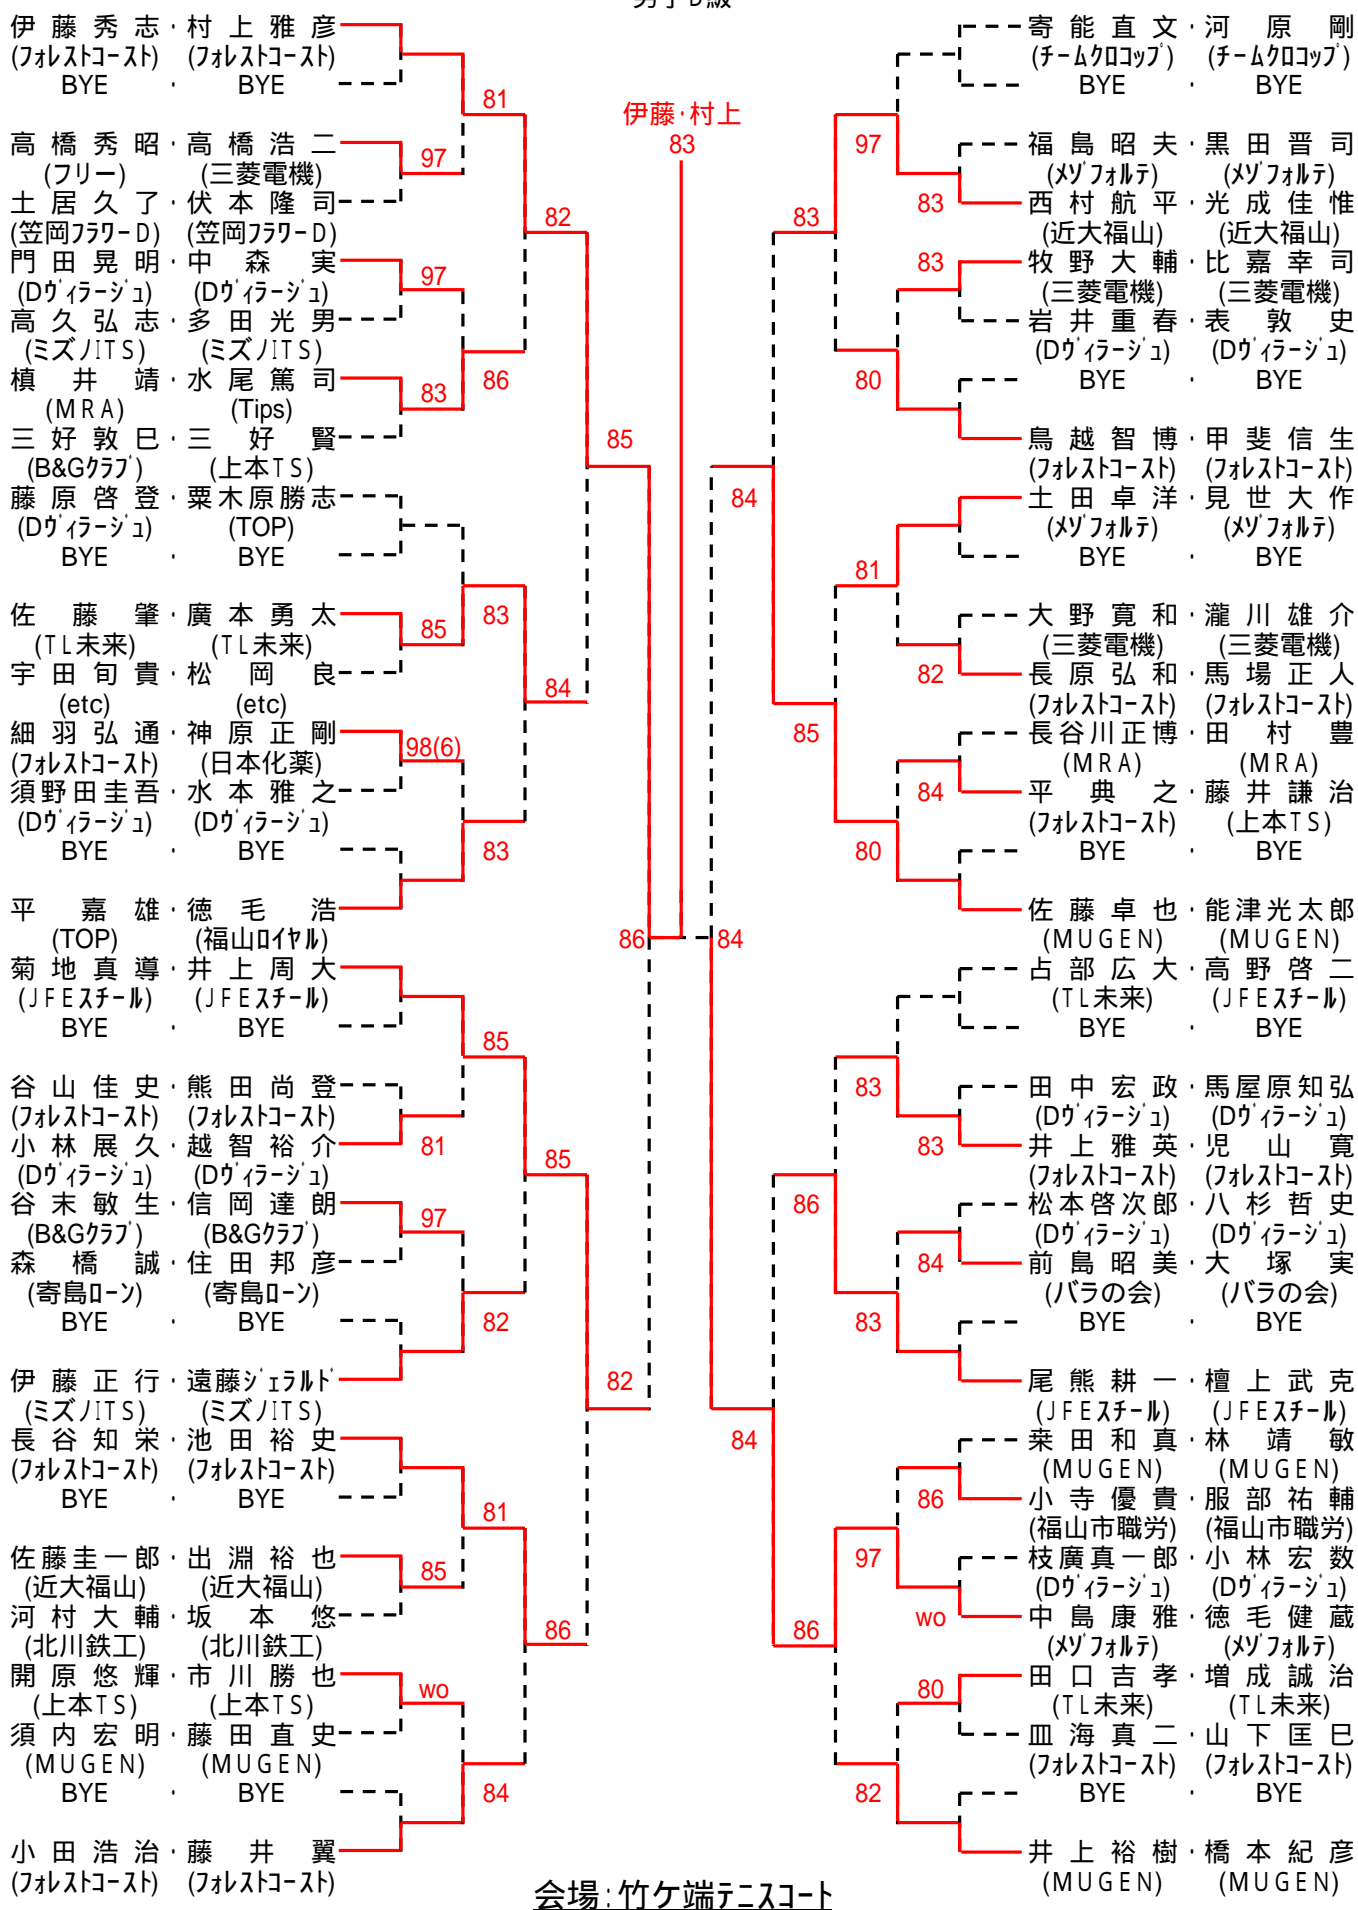 伊藤秀志・村上雅彦
(フォレストコースト) (フォレストコースト)
BYE ・ BYE
81
高橋秀昭・高橋浩二
97
(フリー) (三菱電機)
土居久了・伏本隆司
82
(笠岡フラワーD) (笠岡フラワーD)
門田晃明・中森実
97
(Dヴィラージュ) (Dヴィラージュ)
高久弘志・多田光男
(ミズノITS) (ミズノITS)
86
槙井靖・水尾篤司
83
(MRA) (Tips)
三好敦巳・三好賢
85
(B&Gクラブ) (上本TS)
藤原啓登・粟木原勝志
(Dヴィラージュ) (TOP)
BYE ・ BYE
佐藤肇・廣本勇太
83
85
(TL未来) (TL未来)
宇田旬貴・松岡良
84
(etc) (etc)
細羽弘通・神原正剛
98(6)
(フォレストコースト) (日本化薬)
須野田圭吾・水本雅之
(Dヴィラージュ) (Dヴィラージュ)
BYE ・ BYE
83
平嘉雄・徳毛浩
(TOP) (福山ロイヤル)
86
菊地真導・井上周大
(JFEスチール) (JFEスチール)
BYE ・ BYE
85
谷山佳史・熊田尚登
(フォレストコースト) (フォレストコースト)
小林展久・越智裕介
81
85
(Dヴィラージュ) (Dヴィラージュ)
谷末敏生・信岡達朗
97
(B&Gクラブ) (B&Gクラブ)
森橋誠・住田邦彦
(寄島ローン) (寄島ローン)
BYE ・ BYE
82
伊藤正行・遠藤ジェラルド
82
(ミズノITS) (ミズノITS)
長谷知栄・池田裕史
(フォレストコースト) (フォレストコースト)
BYE ・ BYE
81
佐藤圭一郎・出淵裕也
85
(近大福山) (近大福山)
河村大輔・坂本悠
86
(北川鉄工) (北川鉄工)
開原悠輝・市川勝也
wo
(上本TS) (上本TS)
須内宏明・藤田直史
(MUGEN) (MUGEN)
BYE ・ BYE
84
小田浩治・藤井翼
(フォレストコースト) (フォレストコースト)
伊藤・村上
83
寄能直文・河原剛
(チームクロコップ) (チームクロコップ)
BYE ・ BYE
97
福島昭夫・黒田晋司
(メゾフォルテ) (メゾフォルテ)
83
西村航平・光成佳惟
83
(近大福山) (近大福山)
83
牧野大輔・比嘉幸司
(三菱電機) (三菱電機)
岩井重春・表敦史
(Dヴィラージュ) (Dヴィラージュ)
80
BYE ・ BYE
鳥越智博・甲斐信生
(フォレストコースト) (フォレストコースト)
84
土田卓洋・見世大作
(メゾフォルテ) (メゾフォルテ)
BYE ・ BYE
81
大野寛和・瀧川雄介
(三菱電機) (三菱電機)
82
長原弘和・馬場正人
(フォレストコースト) (フォレストコースト)
85
長谷川正博・田村豊
(MRA) (MRA)
84
平典之・藤井謙治
(フォレストコースト) (上本TS)
80
BYE ・ BYE
佐藤卓也・能津光太郎
84
(MUGEN) (MUGEN)
占部広大・高野啓二
(TL未来) (JFEスチール)
BYE ・ BYE
83
田中宏政・馬屋原知弘
(Dヴィラージュ) (Dヴィラージュ)
83
井上雅英・児山寛
(フォレストコースト) (フォレストコースト)
86
松本啓次郎・八杉哲史
(Dヴィラージュ) (Dヴィラージュ)
84
前島昭美・大塚実
(バラの会) (バラの会)
83
BYE ・ BYE
尾熊耕一・檀上武克
(JFEスチール) (JFEスチール)
84
桒田和真・林靖敏
(MUGEN) (MUGEN)
86
小寺優貴・服部祐輔
(福山市職労) (福山市職労)
97
枝廣真一郎・小林宏数
(Dヴィラージュ) (Dヴィラージュ)
wo
中島康雅・徳毛健蔵
86
(メゾフォルテ) (メゾフォルテ)
80
田口吉孝・増成誠治
(TL未来) (TL未来)
皿海真二・山下匡巳
(フォレストコースト) (フォレストコースト)
82
BYE ・ BYE
井上裕樹・橋本紀彦
(MUGEN) (MUGEN)
会場:竹ケ端テニスコート